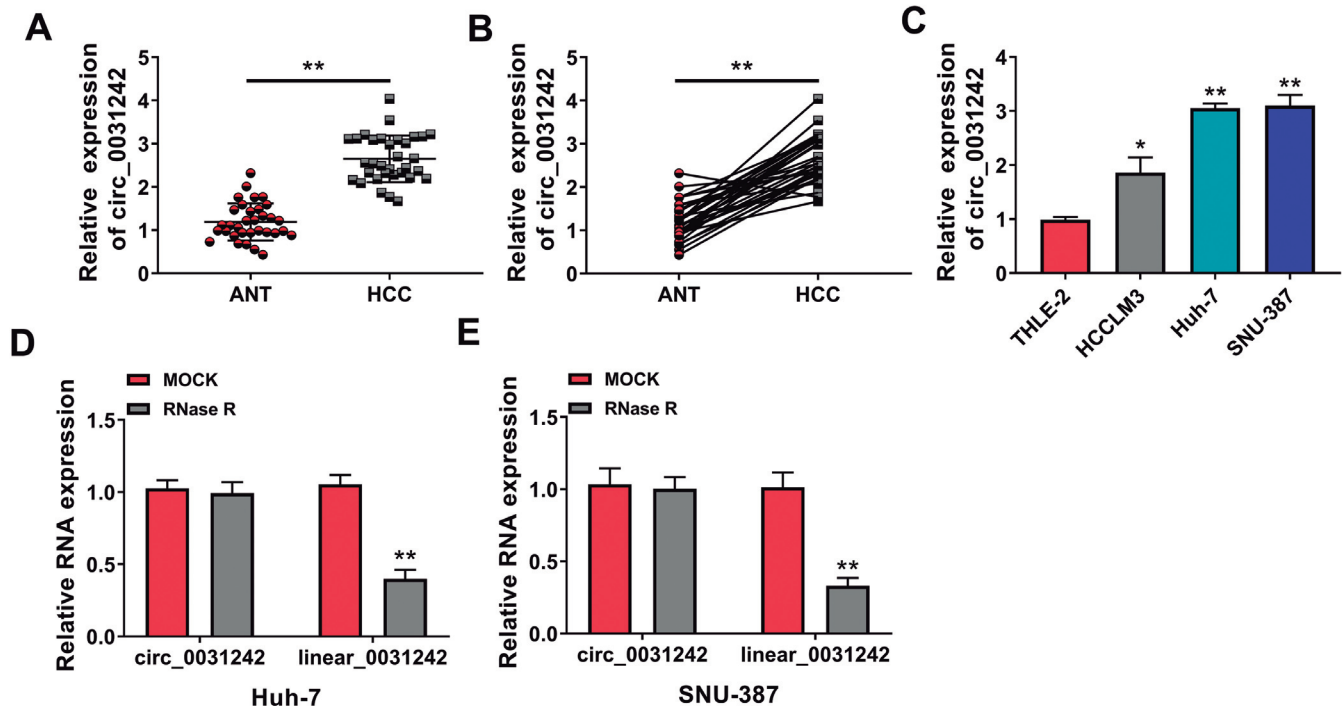 A
Relative expression
of circ_0031242
5
4
3
2
1
0
**
ANT
HCC
B
Relative expression
of circ_0031242
5
4
3
2
1
0
**
ANT
HCC
C
Relative expression
of circ_0031242
4
3
2
1
0
*
**
**
THLE-2
HCCLM3
Huh-7
SNU-387
D
MOCK
RNase R
Relative RNA expression
1.5
1.0
0.5
0.0
**
circ_0031242
linear_0031242
Huh-7
E
MOCK
RNase R
Relative RNA expression
1.5
1.0
0.5
0.0
**
circ_0031242
linear_0031242
SNU-387